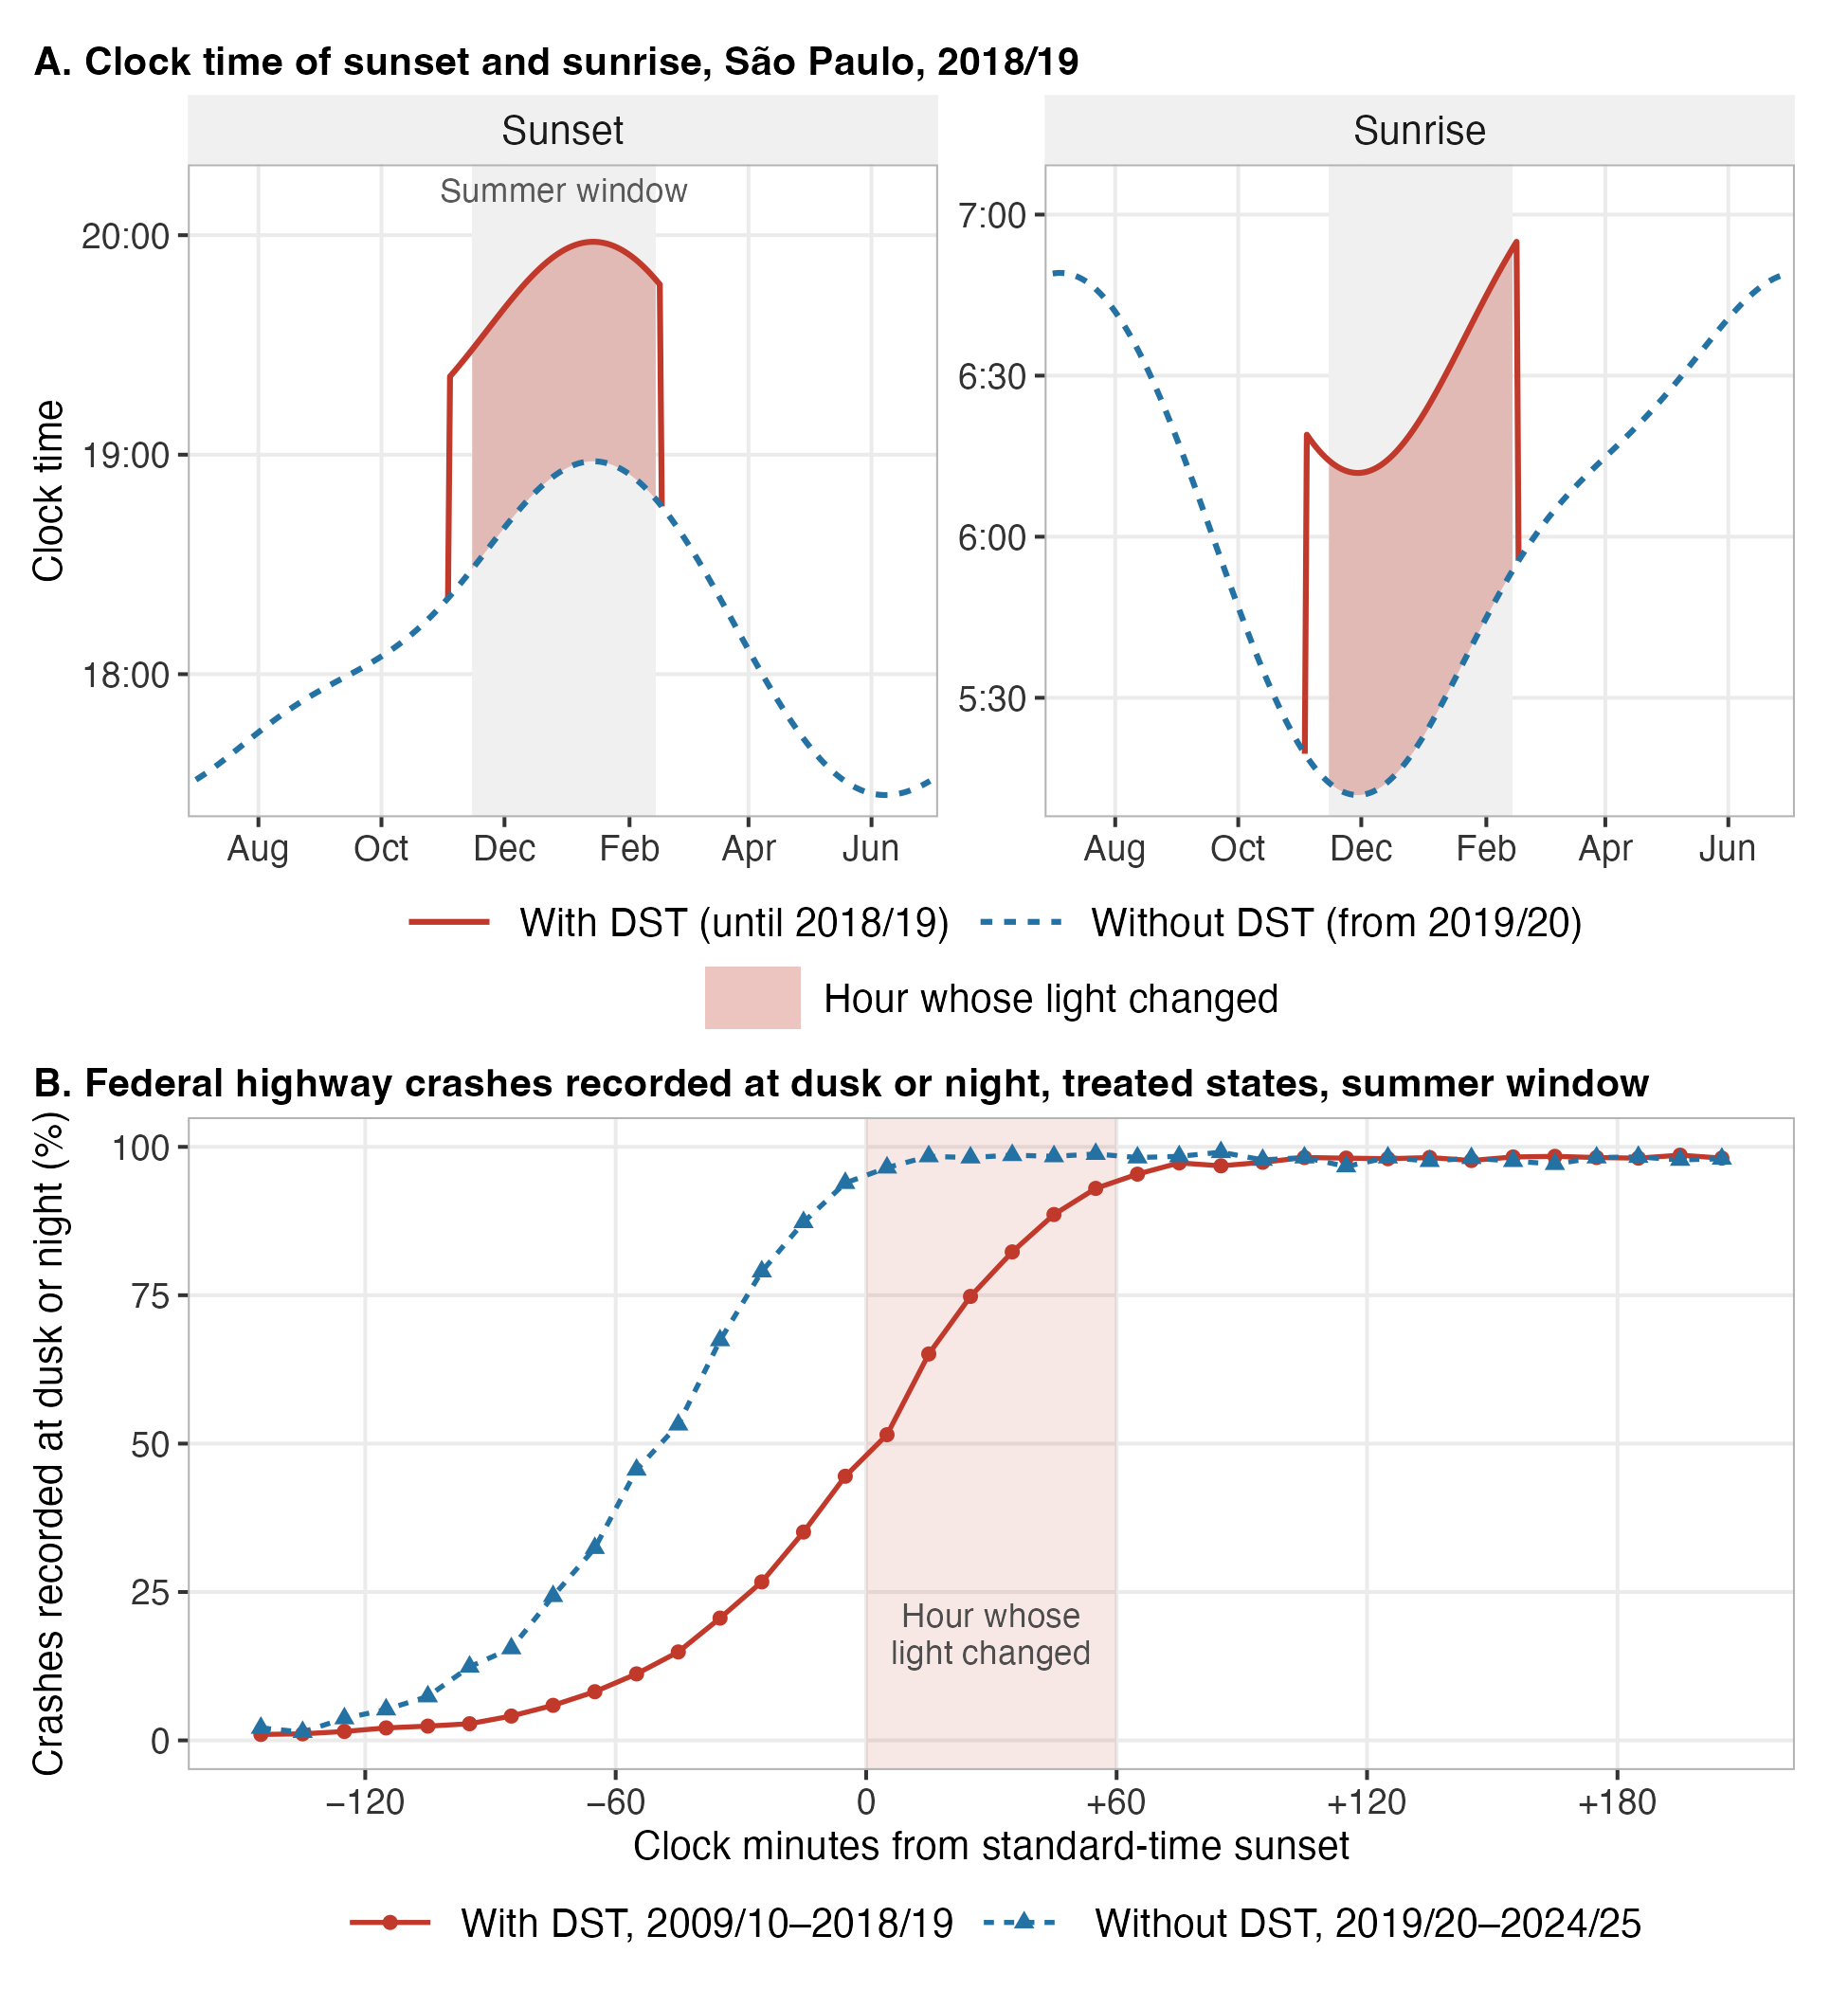 A. Clock time of sunset and sunrise, São Paulo, 2018/19
Sunset
Sunrise
Summer window
Clock time
20:00
19:00
18:00
7:00
6:30
6:00
5:30
Aug Oct Dec Feb Apr Jun
Aug Oct Dec Feb Apr Jun
With DST (until 2018/19) Without DST (from 2019/20)
Hour whose light changed
B. Federal highway crashes recorded at dusk or night, treated states, summer window
Crashes recorded at dusk or night (%)
100
75
50
25
0
Hour whose
light changed
−120 −60 0 +60 +120 +180
Clock minutes from standard-time sunset
With DST, 2009/10–2018/19 Without DST, 2019/20–2024/25